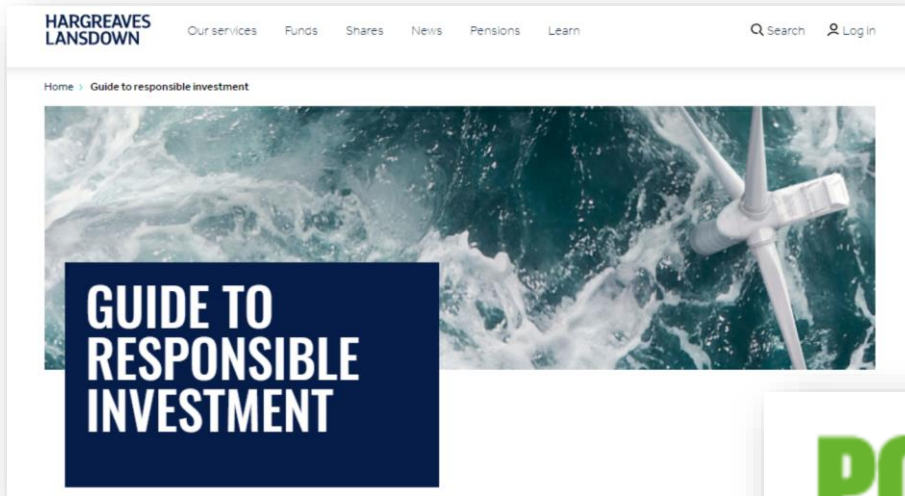 HARGREAVES
LANSDOWN
Our services Funds Shares News Pensions Learn Search Log in
Home > Guide to responsible investment
GUIDE TO
RESPONSIBLE
INVESTMENT